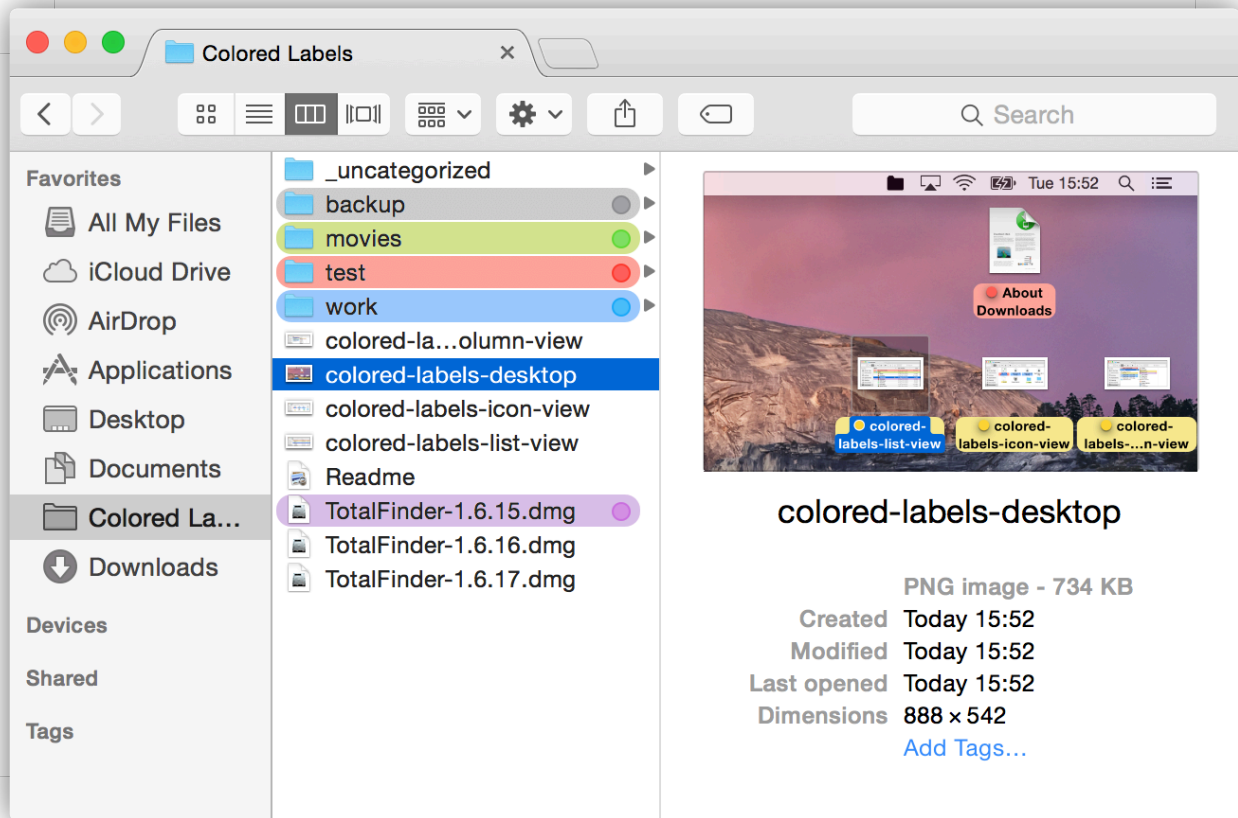 Colored Labels
Search
Favorites
All My Files
iCloud Drive
AirDrop
Applications
Desktop
Documents
Colored La...
Downloads
Devices
Shared
Tags
_uncategorized
backup
movies
test
work
colored-la...olumn-view
colored-labels-desktop
colored-labels-icon-view
colored-labels-list-view
Readme
TotalFinder-1.6.15.dmg
TotalFinder-1.6.16.dmg
TotalFinder-1.6.17.dmg
Tue 15:52
About
Downloads
colored-
labels-list-view
colored-
labels-icon-view
colored-
labels-...n-view
colored-labels-desktop
PNG image - 734 KB
Created Today 15:52
Modified Today 15:52
Last opened Today 15:52
Dimensions 888 × 542
Add Tags...